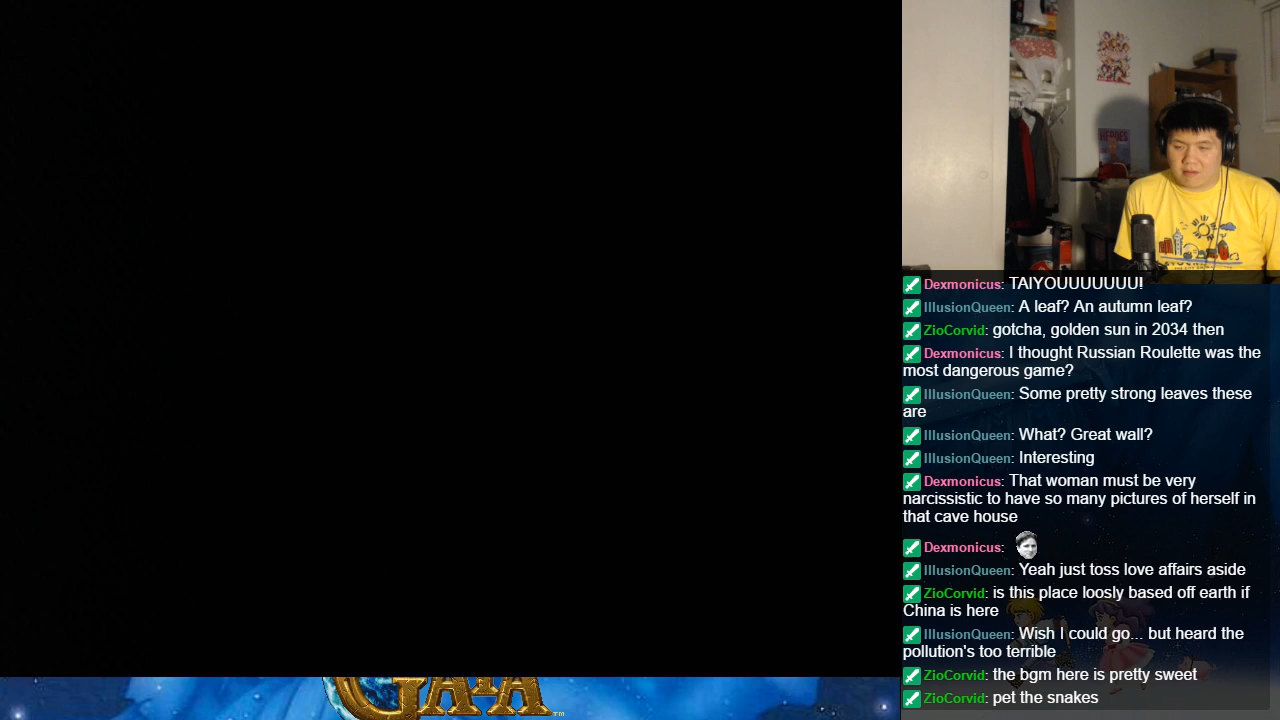 Dexmonicus: TAIYOUUUUUUU!
IllusionQueen: A leaf? An autumn leaf?
ZioCorvid: gotcha, golden sun in 2034 then
Dexmonicus: I thought Russian Roulette was the
most dangerous game?
IllusionQueen: Some pretty strong leaves these
are
IllusionQueen: What? Great wall?
IllusionQueen: Interesting
Dexmonicus: That woman must be very
narcissistic to have so many pictures of herself in
that cave house
Dexmonicus:
IllusionQueen: Yeah just toss love affairs aside
ZioCorvid: is this place loosly based off earth if
China is here
IllusionQueen: Wish I could go... but heard the
pollution's too terrible
ZioCorvid: the bgm here is pretty sweet
ZioCorvid: pet the snakes
GAIA™